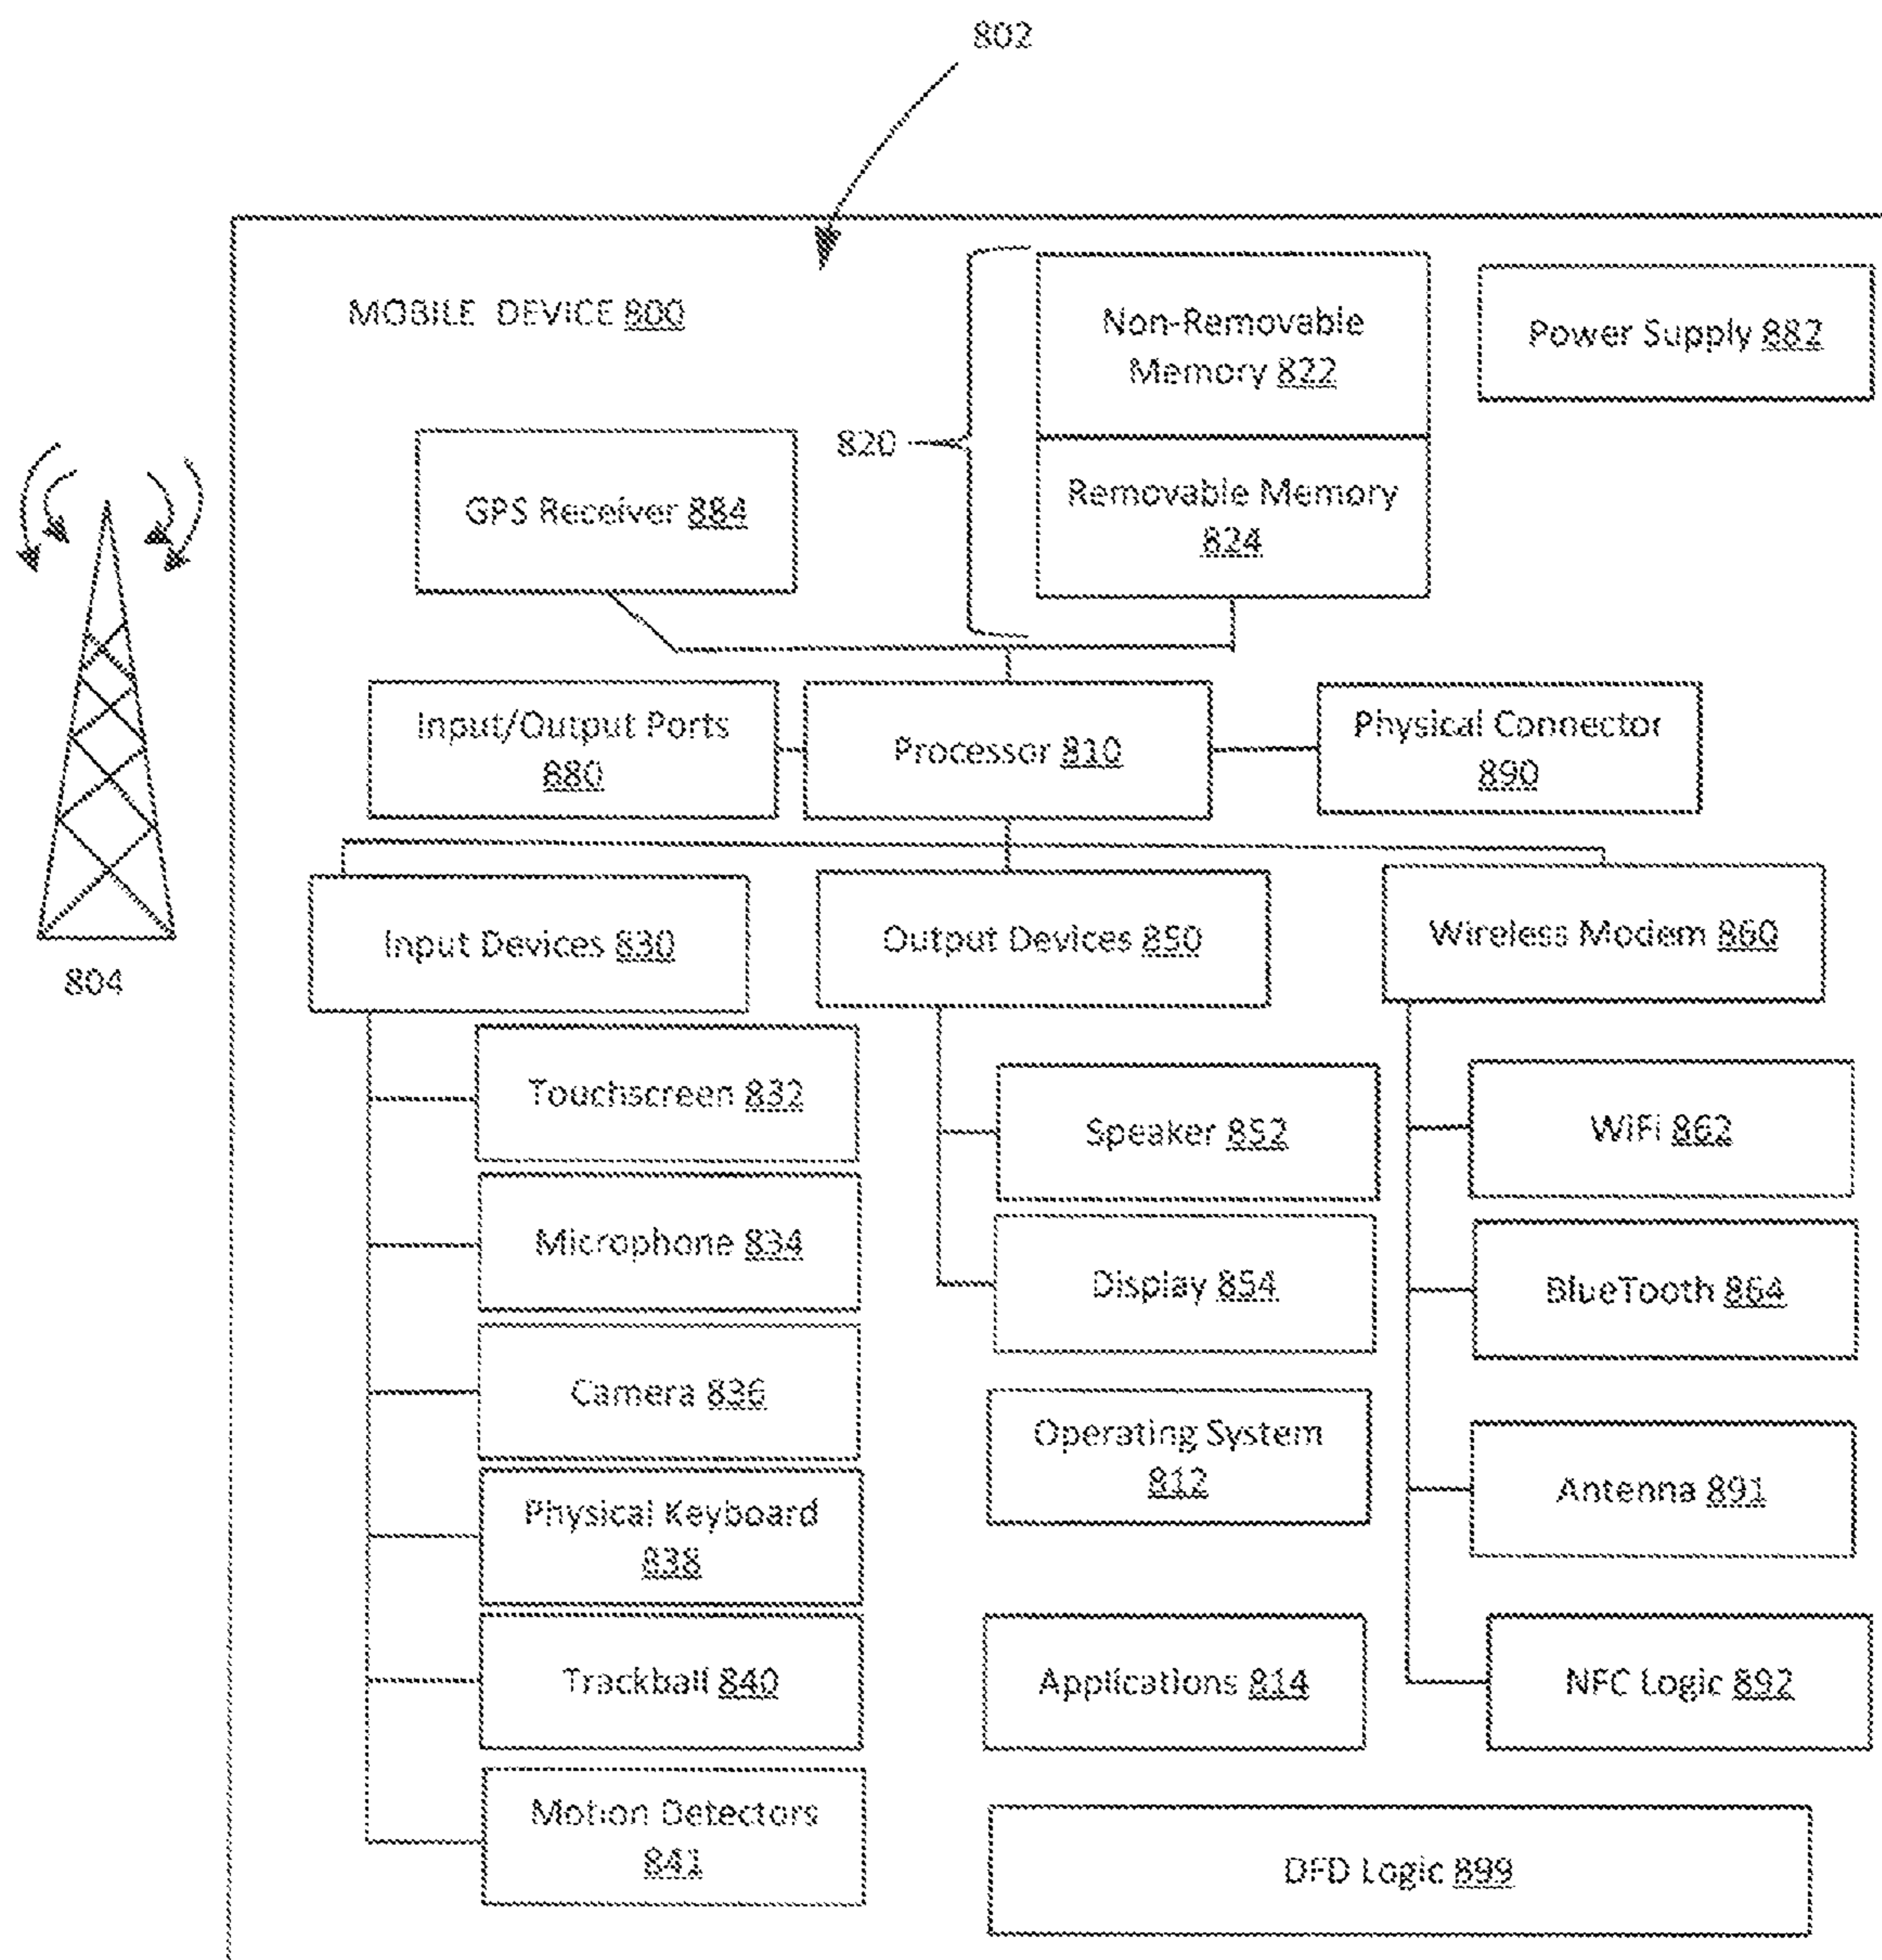 802
MOBILE DEVICE 800
Non-Removable
Memory 822
Power Supply 882
820
GPS Receiver 884
Removable Memory
824
Input/Output Ports
880
Processor 810
Physical Connector
890
Input Devices 830
Output Devices 850
Wireless Modem 860
804
Touchscreen 832
Speaker 852
WiFi 862
Microphone 834
Display 854
BlueTooth 864
Camera 836
Operating System
812
Antenna 891
Physical Keyboard
838
Trackball 840
Applications 814
NFC Logic 892
Motion Detectors
841
DFD Logic 899